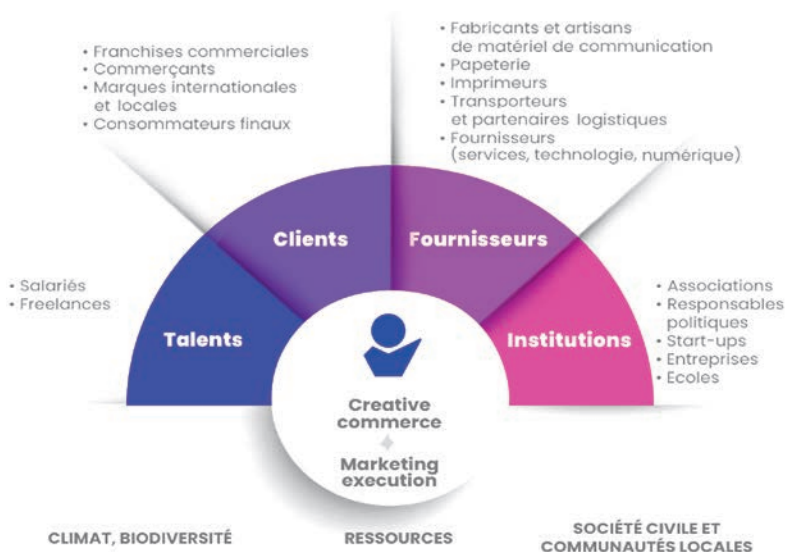 • Franchises commerciales
• Commerçants
• Marques internationales
et locales
• Consommateurs finaux
• Fabricants et artisans
de matériel de communication
• Papeterie
• Imprimeurs
• Transporteurs
et partenaires logistiques
• Fournisseurs
(services, technologie, numérique)
Clients
Fournisseurs
• Salariés
• Freelances
Talents
Institutions
• Associations
• Responsables
politiques
• Start-ups
• Entreprises
• Ecoles
Creative
commerce
Marketing
execution
CLIMAT, BIODIVERSITÉ
RESSOURCES
SOCIÉTÉ CIVILE ET
COMMUNAUTÉS LOCALES